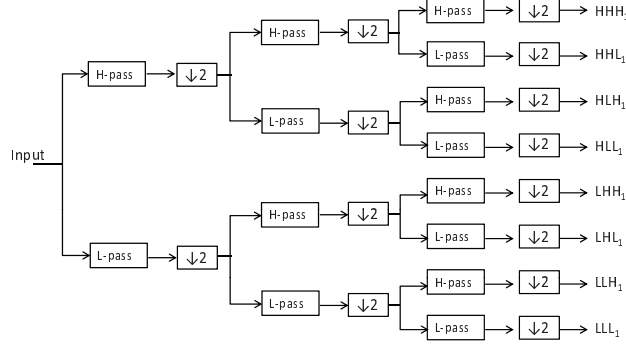 H-pass ↓2 HHH₁
H-pass ↓2
L-pass ↓2 HHL₁
H-pass ↓2
H-pass ↓2 HLH₁
L-pass ↓2
L-pass ↓2 HLL₁
Input
H-pass ↓2 LHH₁
H-pass ↓2
L-pass ↓2 LHL₁
L-pass ↓2
H-pass ↓2 LLH₁
L-pass ↓2
L-pass ↓2 LLL₁